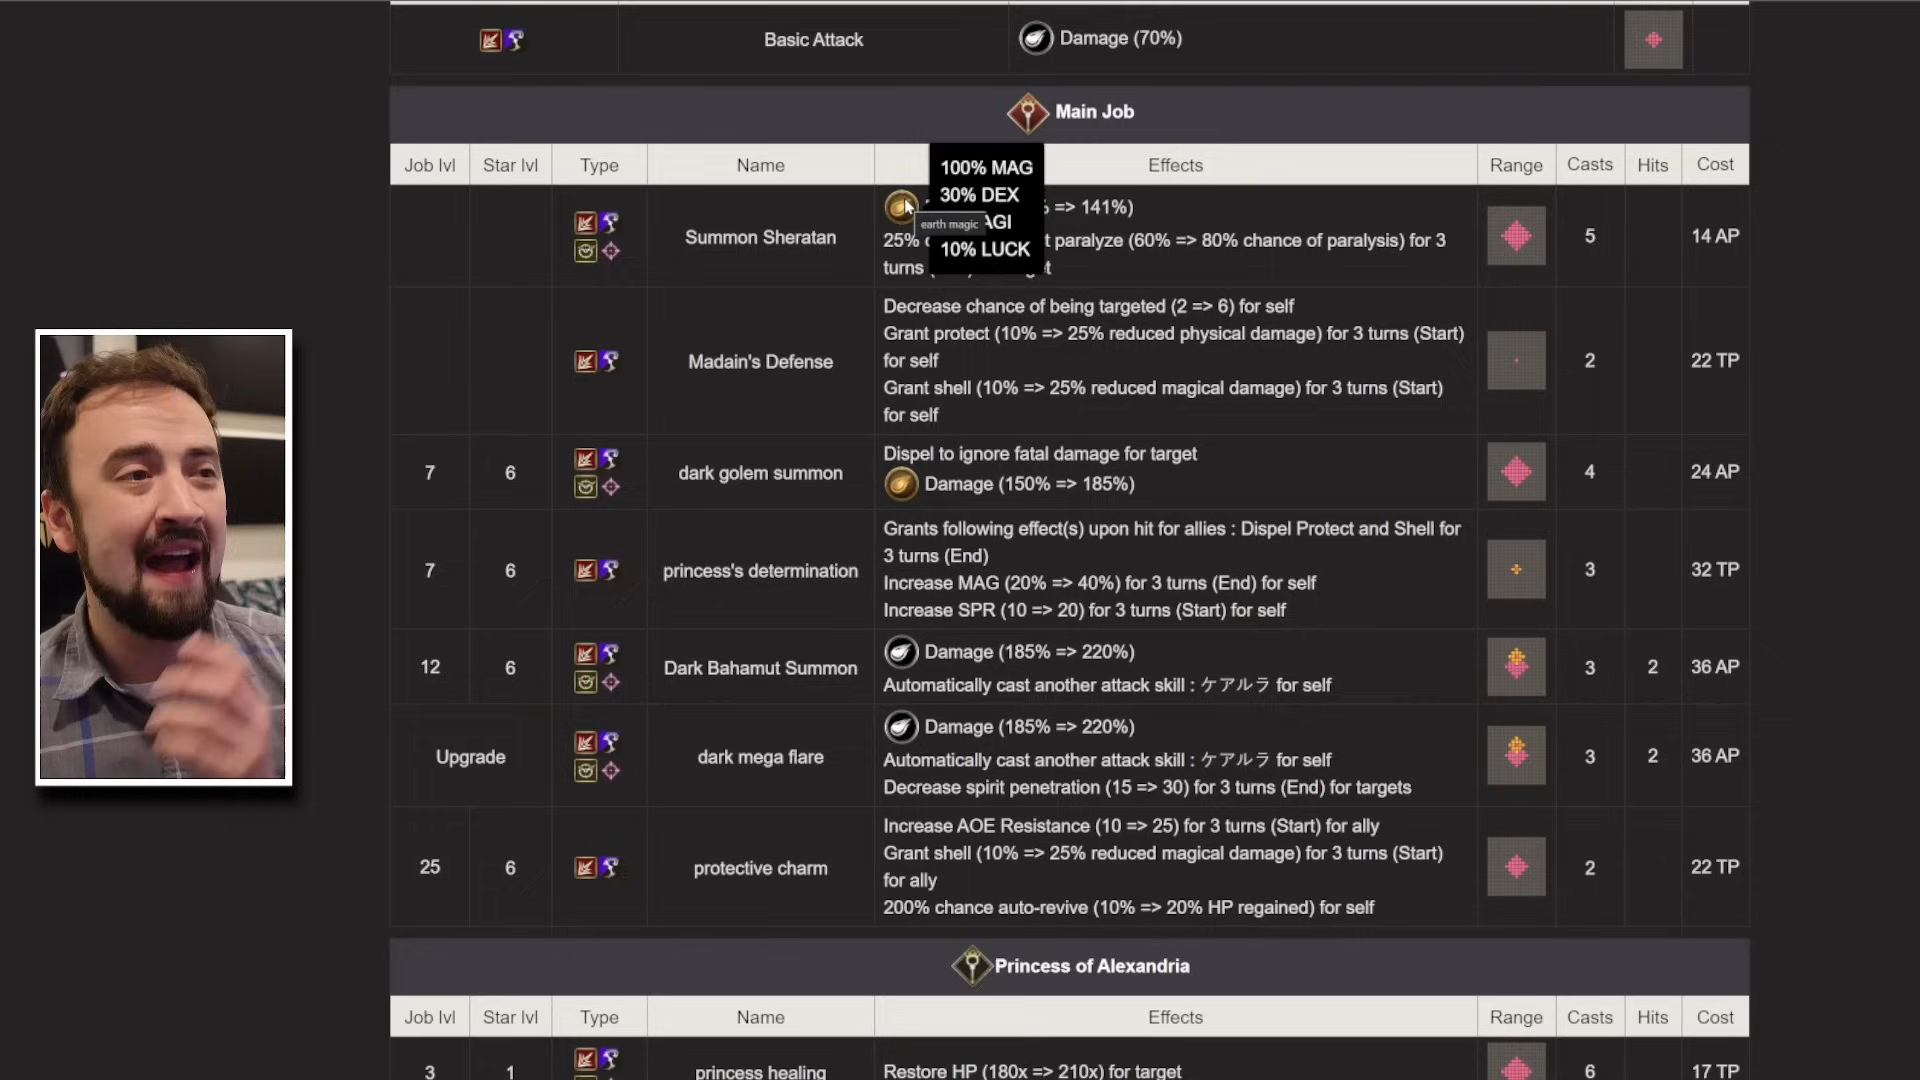 Basic Attack Damage (70%)
Main Job
Job lvl Star lvl Type Name Effects Range Casts Hits Cost
100% MAG
30% DEX
AGI
10% LUCK
earth magic
Summon Sheratan => 141%) 5 14 AP
25% paralyze (60% => 80% chance of paralysis) for 3
turns
Madain's Defense 2 22 TP
Decrease chance of being targeted (2 => 6) for self
Grant protect (10% => 25% reduced physical damage) for 3 turns (Start)
for self
Grant shell (10% => 25% reduced magical damage) for 3 turns (Start)
for self
7 6 dark golem summon 4 24 AP
Dispel to ignore fatal damage for target
Damage (150% => 185%)
7 6 princess's determination 3 32 TP
Grants following effect(s) upon hit for allies : Dispel Protect and Shell for
3 turns (End)
Increase MAG (20% => 40%) for 3 turns (End) for self
Increase SPR (10 => 20) for 3 turns (Start) for self
12 6 Dark Bahamut Summon 3 2 36 AP
Damage (185% => 220%)
Automatically cast another attack skill : ケアルラ for self
Upgrade dark mega flare 3 2 36 AP
Damage (185% => 220%)
Automatically cast another attack skill : ケアルラ for self
Decrease spirit penetration (15 => 30) for 3 turns (End) for targets
25 6 protective charm 2 22 TP
Increase AOE Resistance (10 => 25) for 3 turns (Start) for ally
Grant shell (10% => 25% reduced magical damage) for 3 turns (Start)
for ally
200% chance auto-revive (10% => 20% HP regained) for self
Princess of Alexandria
Job lvl Star lvl Type Name Effects Range Casts Hits Cost
3 1 princess healing Restore HP (180x => 210x) for target 6 17 TP